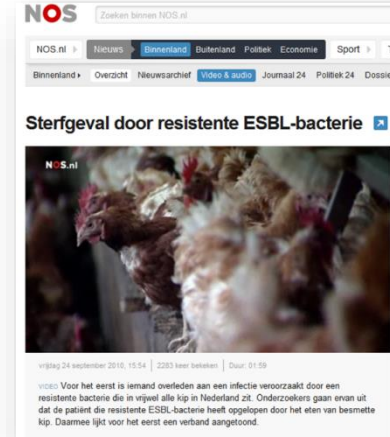 NOS
Zoeken binnen NOS.nl
NOS.nl Nieuws Binnenland Buitenland Politiek Economie Sport
Binnenland Overzicht Nieuwsarchief Video & audio Journaal 24 Politiek 24 Dossie
Sterfgeval door resistente ESBL-bacterie
NOS.nl
vrijdag 24 september 2010, 15:54 | 2283 keer bekeken | Duur: 01:59
VIDEO Voor het eerst is iemand overleden aan een infectie veroorzaakt door een
resistente bacterie die in vrijwel alle kip in Nederland zit. Onderzoekers gaan ervan uit
dat de patiënt die resistente ESBL-bacterie heeft opgelopen door het eten van besmette
kip. Daarmee lijkt voor het eerst een verband aangetoond.